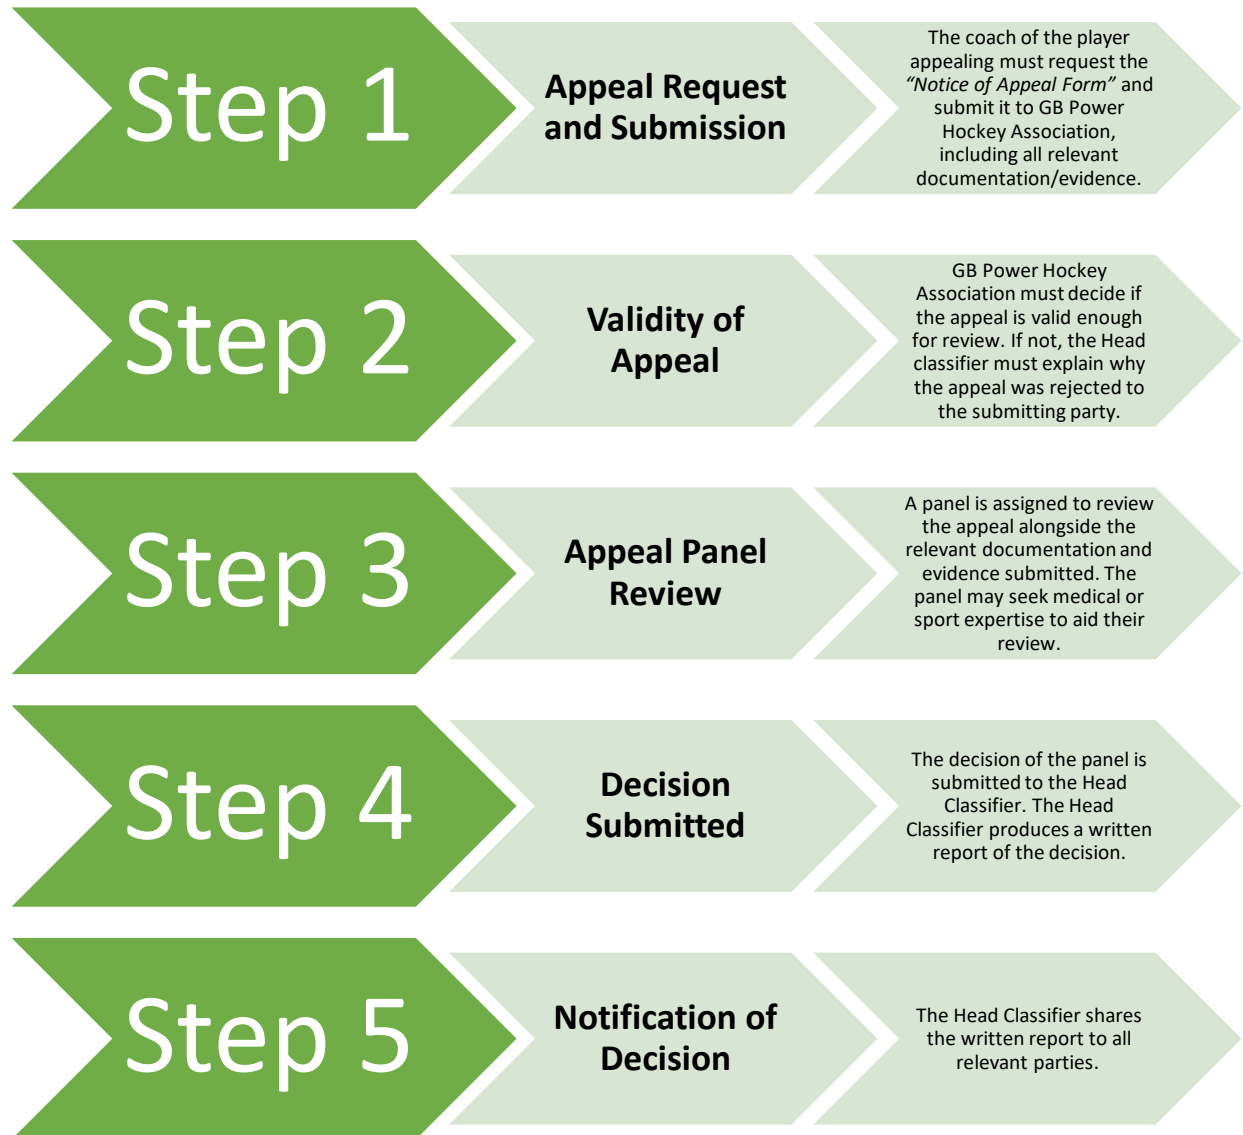 Step 1
Appeal Request
and Submission
The coach of the player
appealing must request the
“Notice of Appeal Form” and
submit it to GB Power
Hockey Association,
including all relevant
documentation/evidence.
Step 2
Validity of
Appeal
GB Power Hockey
Association must decide if
the appeal is valid enough
for review. If not, the Head
classifier must explain why
the appeal was rejected to
the submitting party.
Step 3
Appeal Panel
Review
A panel is assigned to review
the appeal alongside the
relevant documentation and
evidence submitted. The
panel may seek medical or
sport expertise to aid their
review.
Step 4
Decision
Submitted
The decision of the panel is
submitted to the Head
Classifier. The Head
Classifier produces a written
report of the decision.
Step 5
Notification of
Decision
The Head Classifier shares
the written report to all
relevant parties.